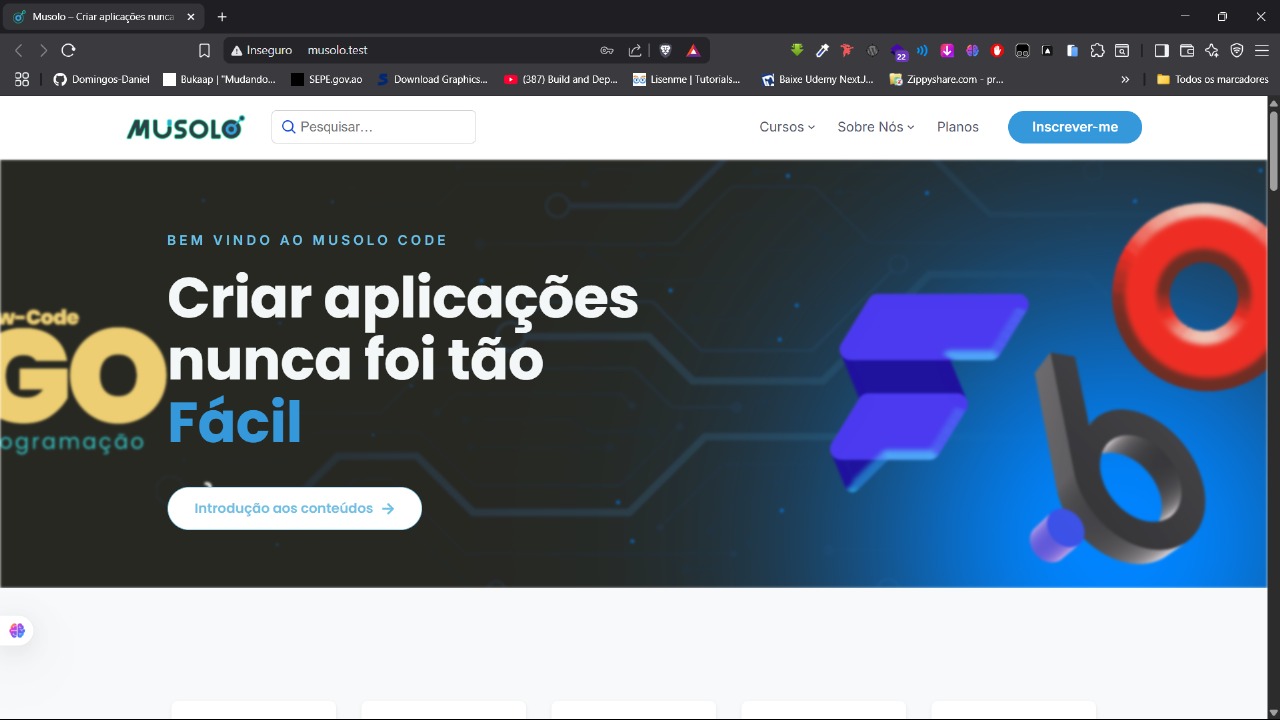 Musolo – Criar aplicações nunca
Inseguro musolo.test
22
Domingos-Daniel
Bukaap | "Mudando...
SEPE.gov.ao
Download Graphics...
(387) Build and Dep...
Lisenme | Tutorials...
Baixe Udemy NextJ...
Zippyshare.com - pr...
Todos os marcadores
MUSOLO
Pesquisar...
Cursos
Sobre Nós
Planos
Inscrever-me
BEM VINDO AO MUSOLO CODE
Criar aplicações
nunca foi tão
Fácil
w-Code
GO
ogramação
Introdução aos conteúdos →